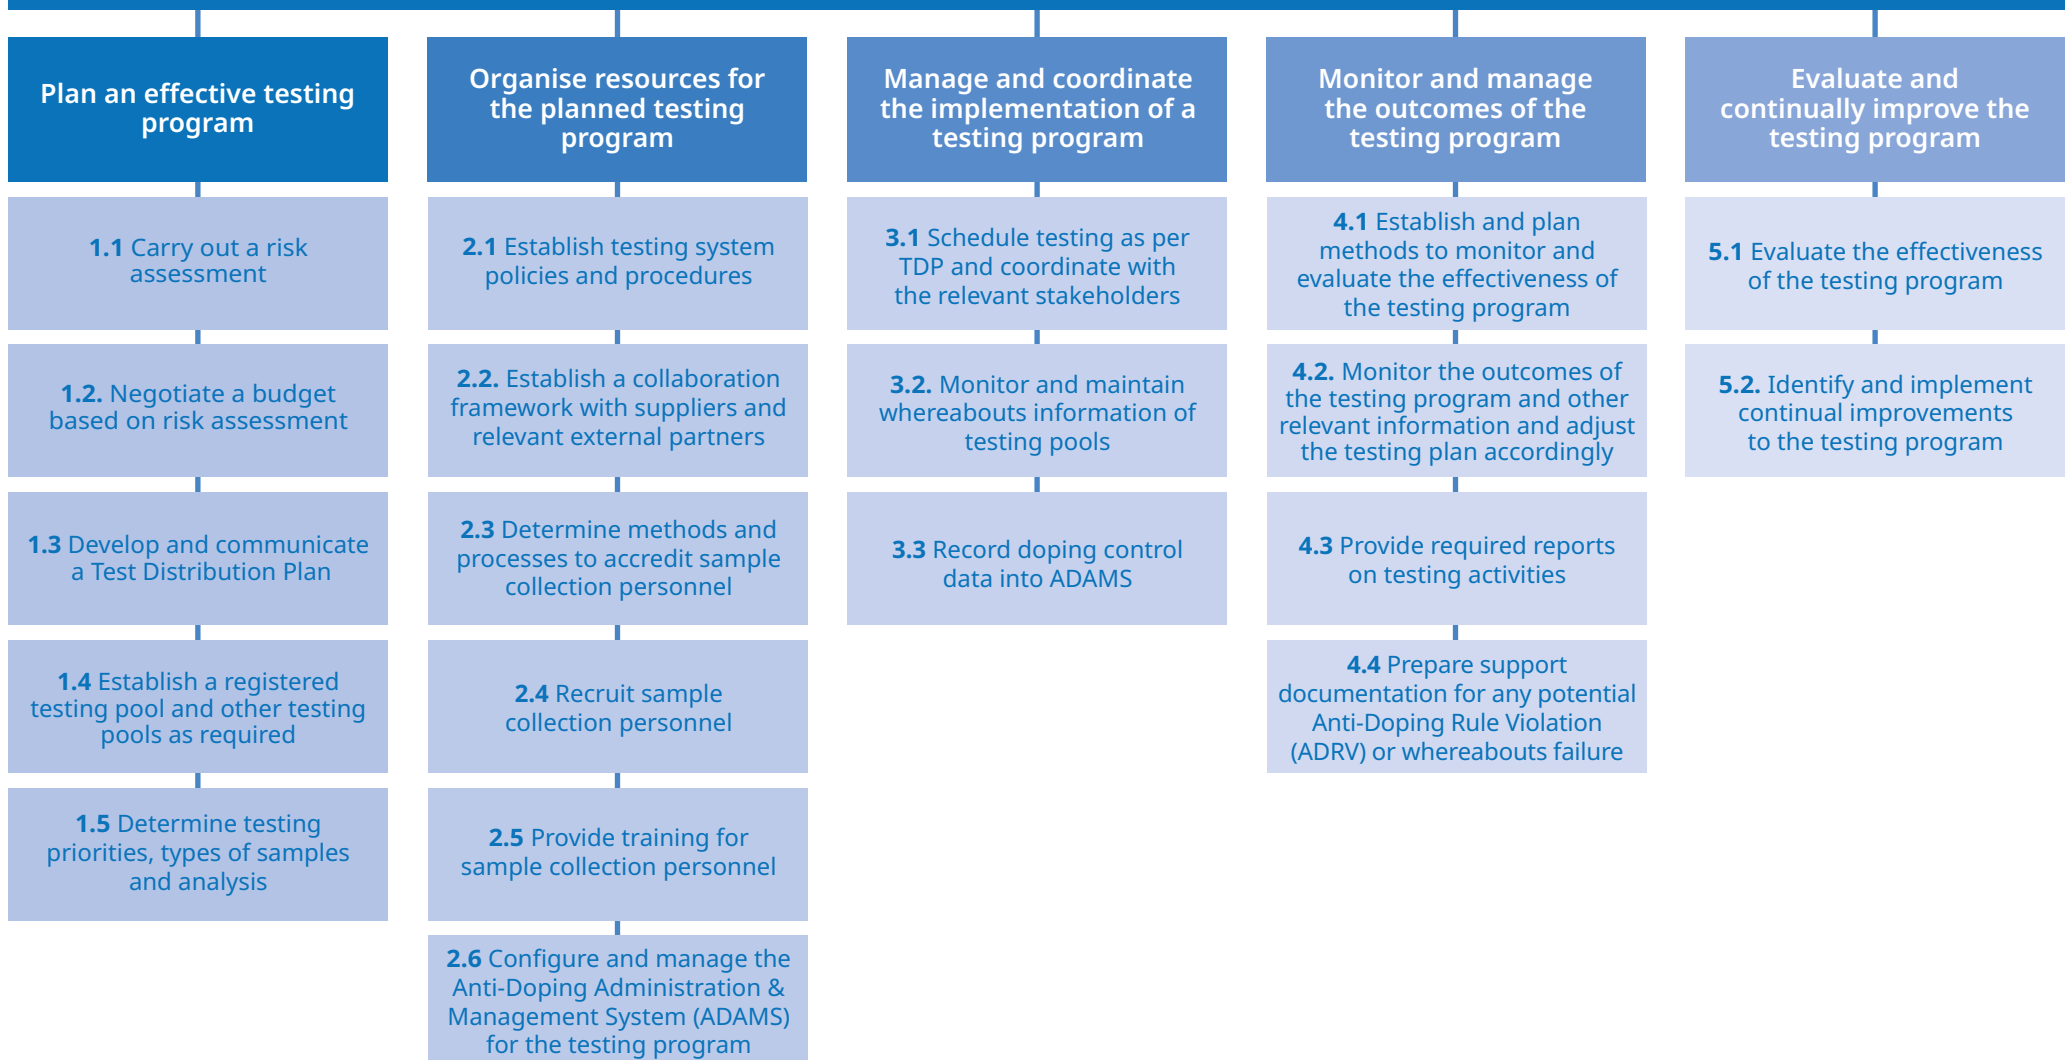 Plan an effective testing
program
1.1 Carry out a risk
assessment
1.2. Negotiate a budget
based on risk assessment
1.3 Develop and communicate
a Test Distribution Plan
1.4 Establish a registered
testing pool and other testing
pools as required
1.5 Determine testing
priorities, types of samples
and analysis
Organise resources for
the planned testing
program
2.1 Establish testing system
policies and procedures
2.2. Establish a collaboration
framework with suppliers and
relevant external partners
2.3 Determine methods and
processes to accredit sample
collection personnel
2.4 Recruit sample
collection personnel
2.5 Provide training for
sample collection personnel
2.6 Configure and manage the
Anti-Doping Administration &
Management System (ADAMS)
for the testing program
Manage and coordinate
the implementation of a
testing program
3.1 Schedule testing as per
TDP and coordinate with
the relevant stakeholders
3.2. Monitor and maintain
whereabouts information of
testing pools
3.3 Record doping control
data into ADAMS
Monitor and manage
the outcomes of the
testing program
4.1 Establish and plan
methods to monitor and
evaluate the effectiveness of
the testing program
4.2. Monitor the outcomes of
the testing program and other
relevant information and adjust
the testing plan accordingly
4.3 Provide required reports
on testing activities
4.4 Prepare support
documentation for any potential
Anti-Doping Rule Violation
(ADRV) or whereabouts failure
Evaluate and
continually improve the
testing program
5.1 Evaluate the effectiveness
of the testing program
5.2. Identify and implement
continual improvements
to the testing program